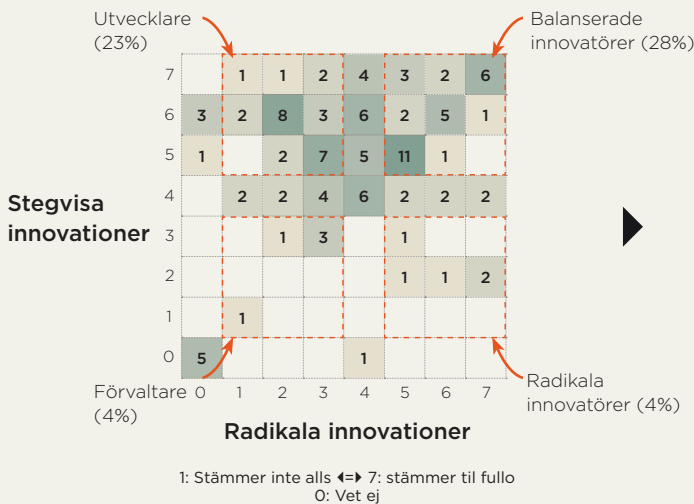 Utvecklare
(23%)
Balanserade
innovatörer (28%)
7 1 1 2 4 3 2 6
6 3 2 8 3 6 2 5 1
5 1 2 7 5 11 1
Stegvisa
innovationer
4 2 2 4 6 2 2 2
3 1 3 1
2 1 1 2
1 1
0 5 1
Förvaltare
(4%)
0 1 2 3 4 5 6 7
Radikala
innovatörer (4%)
Radikala innovationer
1: Stämmer inte alls 7: stämmer til fullo
0: Vet ej